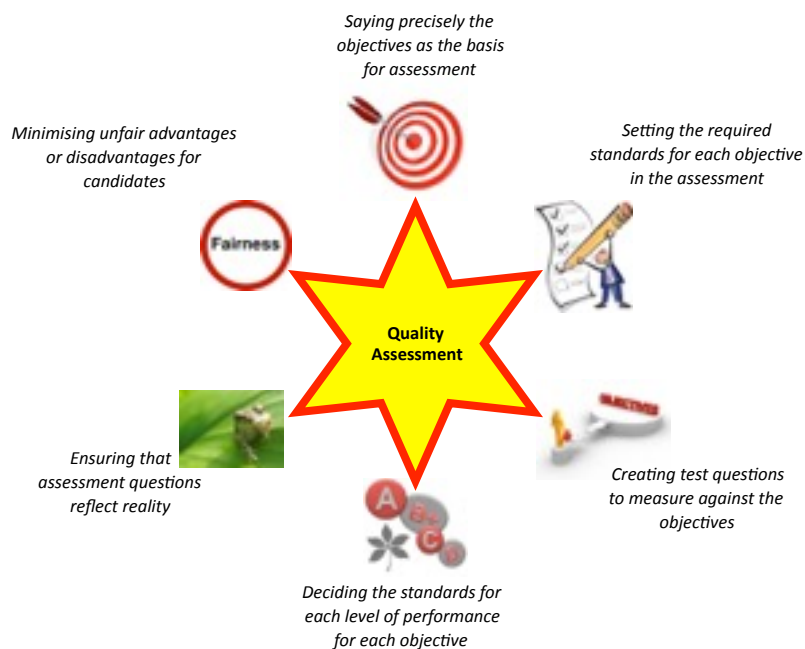 Saying precisely the
objectives as the basis
for assessment
Minimising unfair advantages
or disadvantages for
candidates
Setting the required
standards for each objective
in the assessment
Fairness
Quality
Assessment
OBJECTIVES
Ensuring that
assessment questions
reflect reality
Creating test questions
to measure against the
objectives
A
B+
C
Deciding the standards for
each level of performance
for each objective